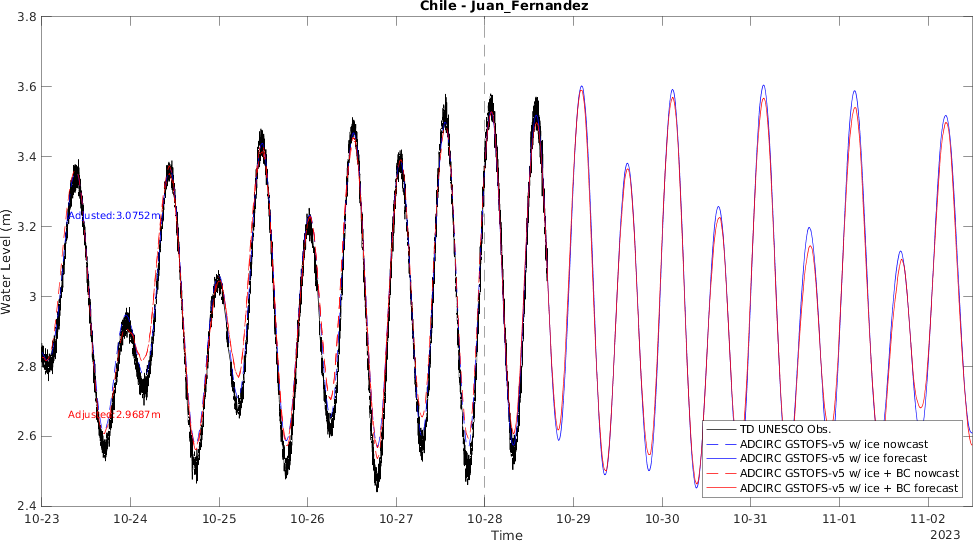 Chile - Juan_Fernandez
3.8
3.6
3.4
3.2
3
2.8
2.6
2.4
Water Level (m)
Adjusted:3.0752m
Adjusted:2.9687m
TD UNESCO Obs.
ADCIRC GSTOFS-v5 w/ ice nowcast
ADCIRC GSTOFS-v5 w/ ice forecast
ADCIRC GSTOFS-v5 w/ ice + BC nowcast
ADCIRC GSTOFS-v5 w/ ice + BC forecast
10-23 10-24 10-25 10-26 10-27 10-28 10-29 10-30 10-31 11-01 11-02
Time
2023